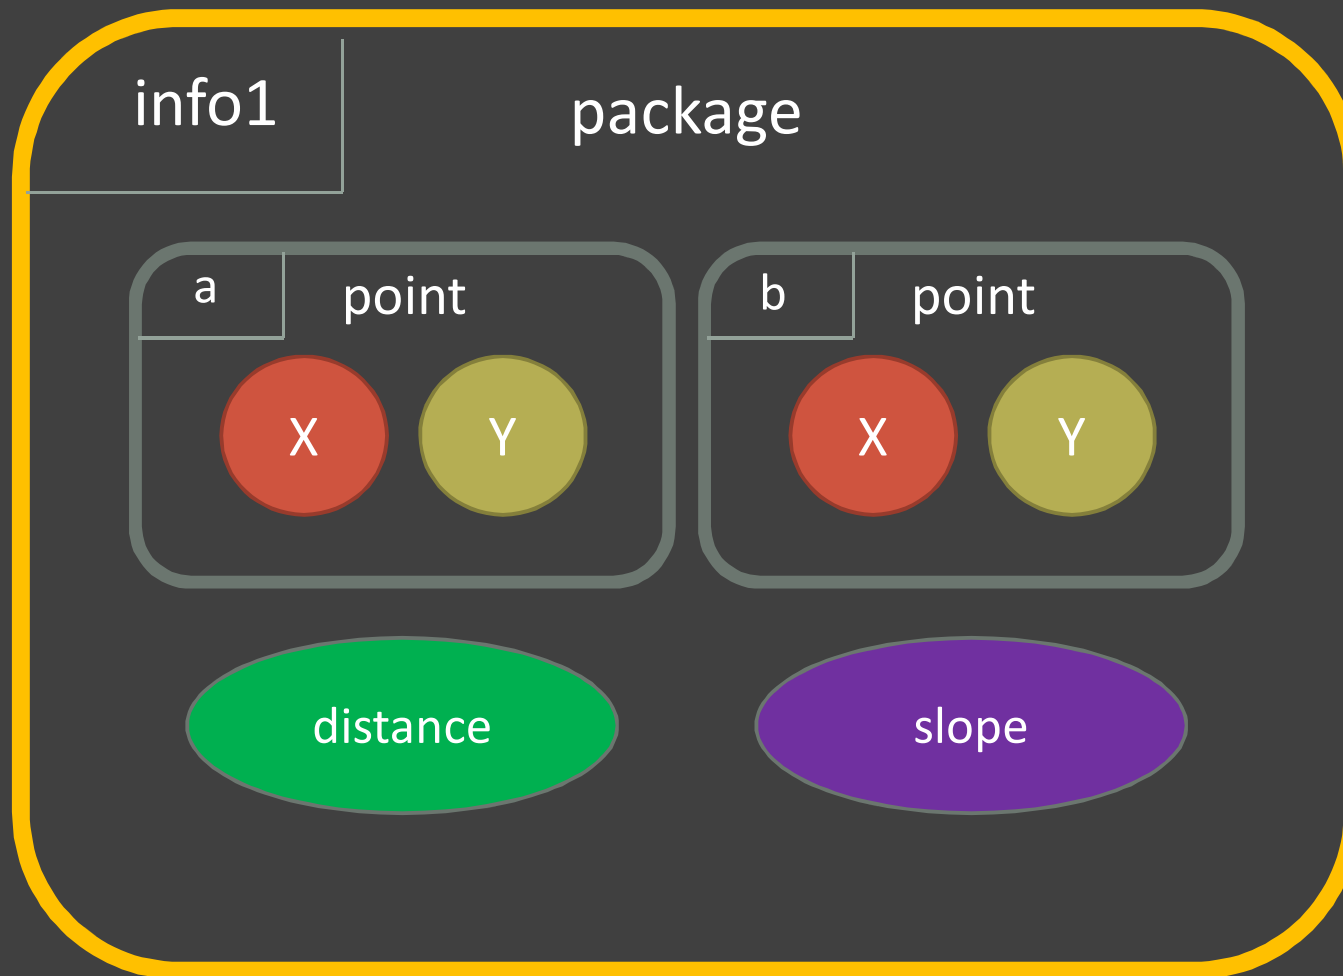 info1
package
a
point
b
point
X
Y
X
Y
distance
slope